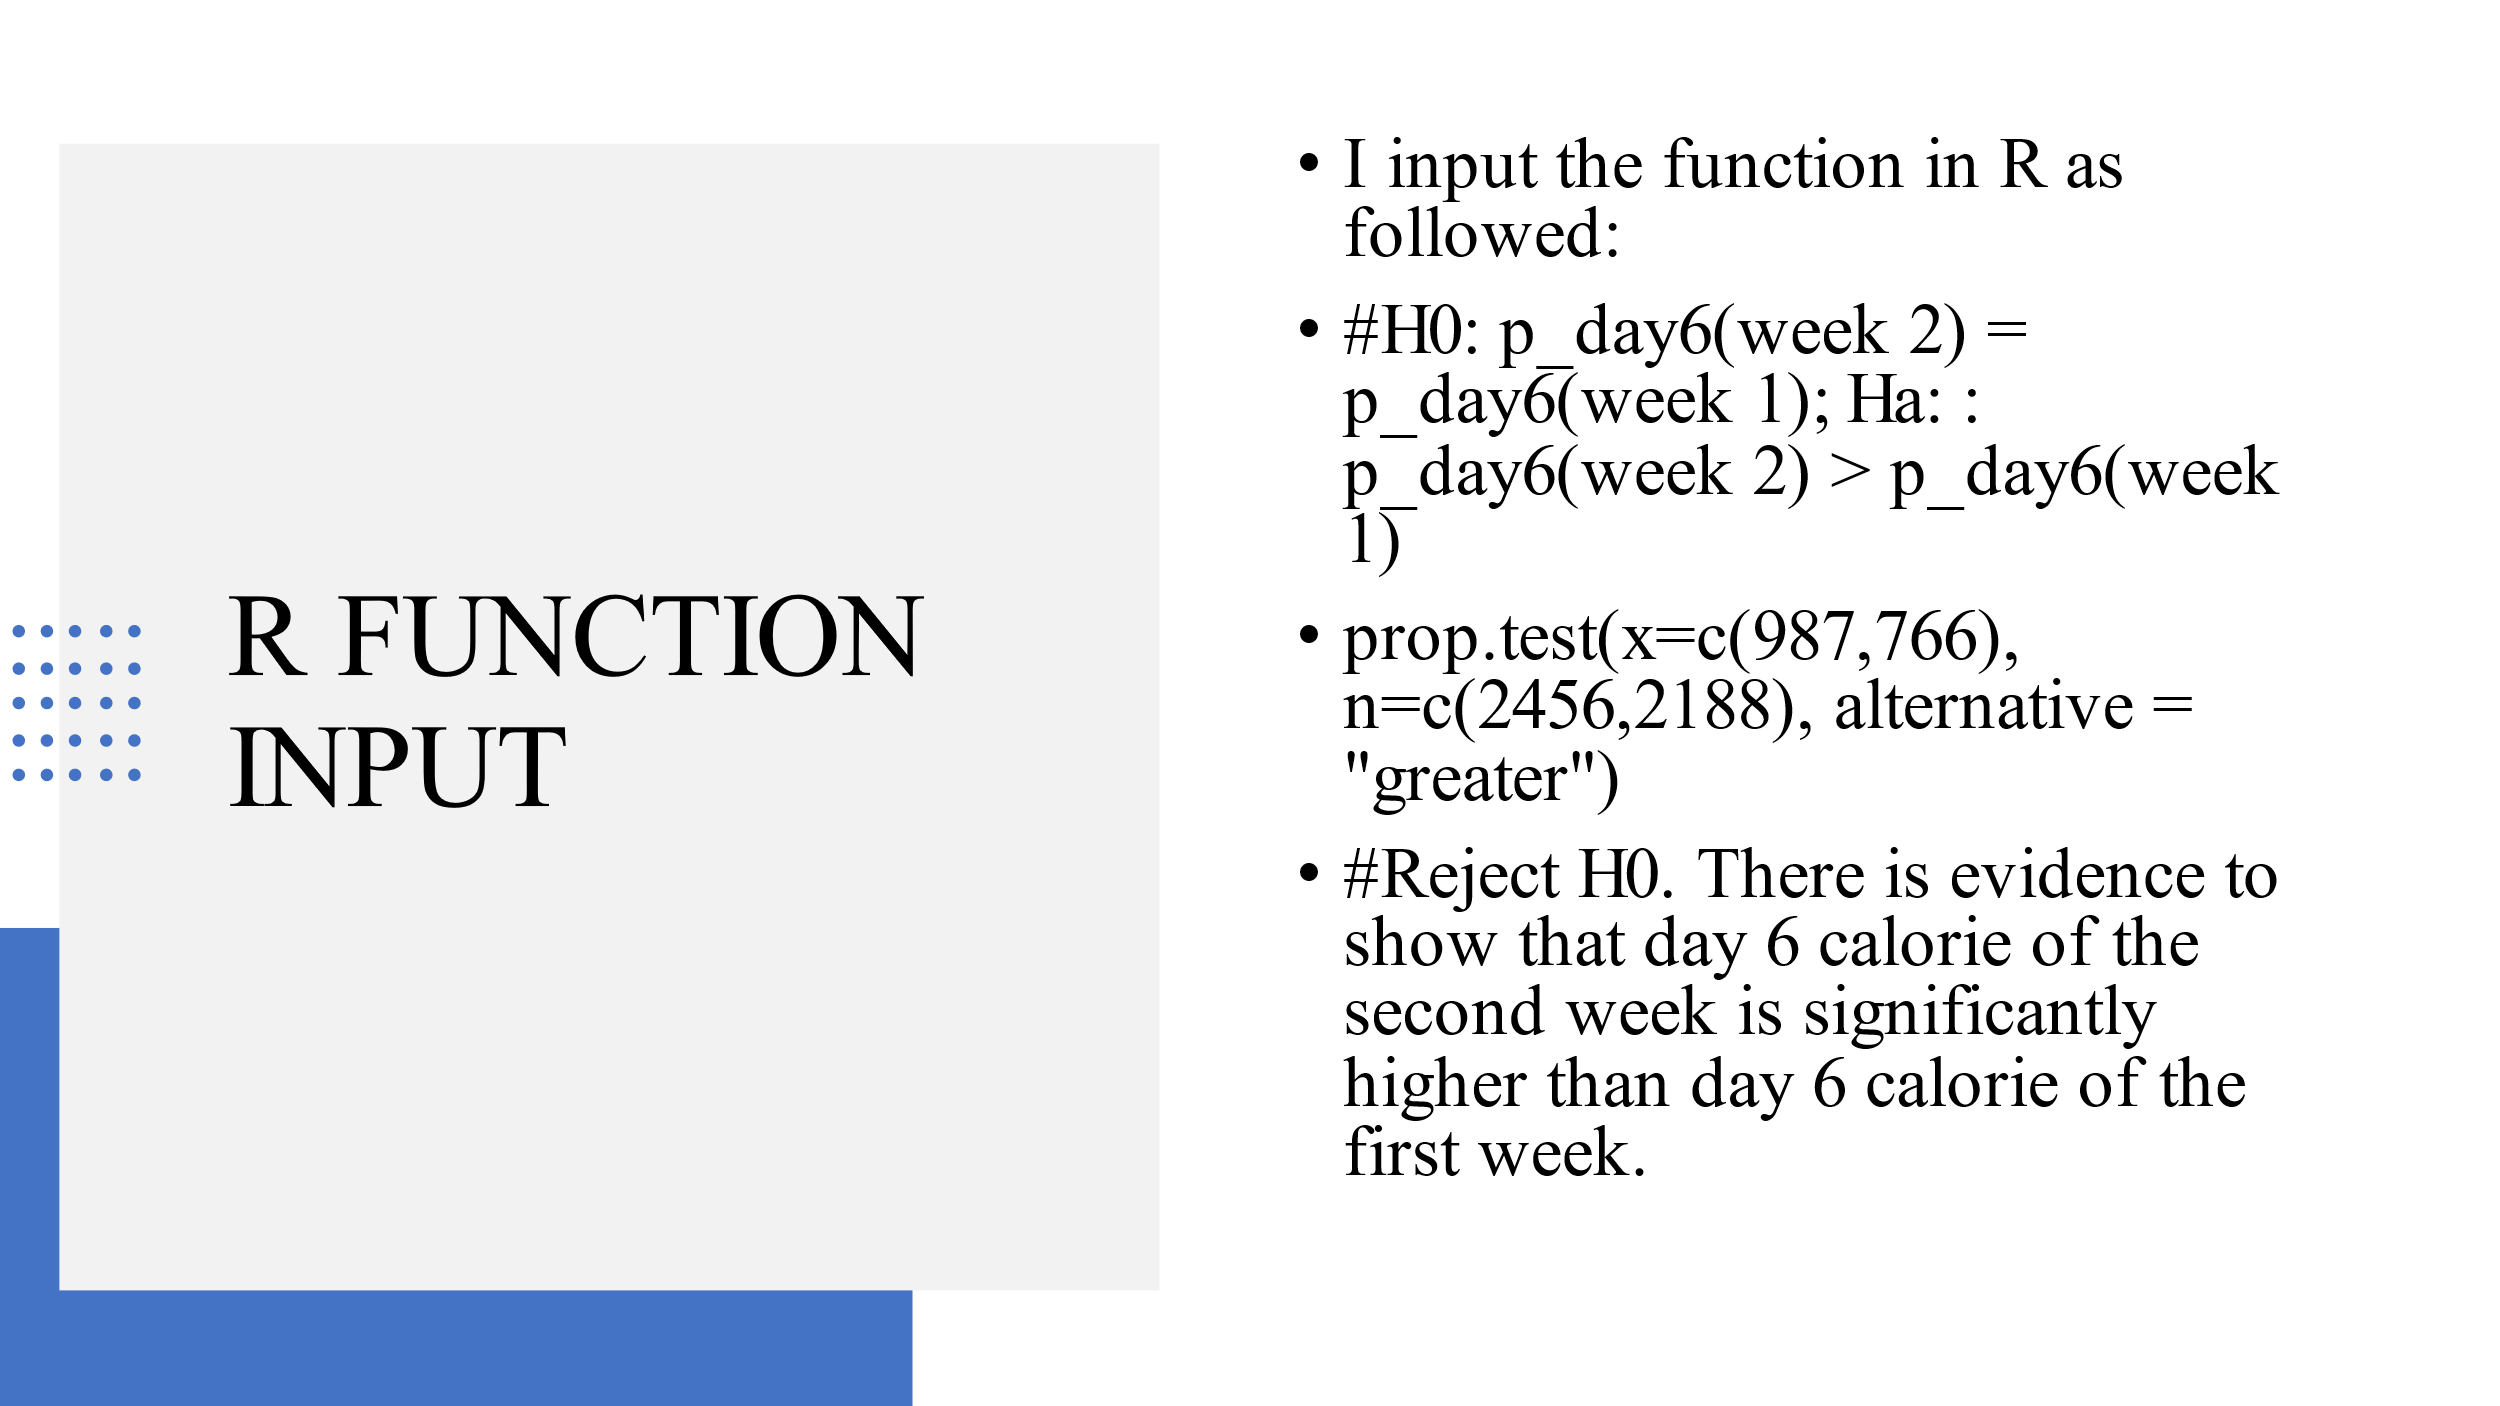 R FUNCTION
INPUT
• I input the function in R as
followed:
• #H0: p_day6(week 2) =
p_day6(week 1); Ha: :
p_day6(week 2) > p_day6(week
1)
• prop.test(x=c(987,766),
n=c(2456,2188), alternative =
"greater")
• #Reject H0. There is evidence to
show that day 6 calorie of the
second week is significantly
higher than day 6 calorie of the
first week.